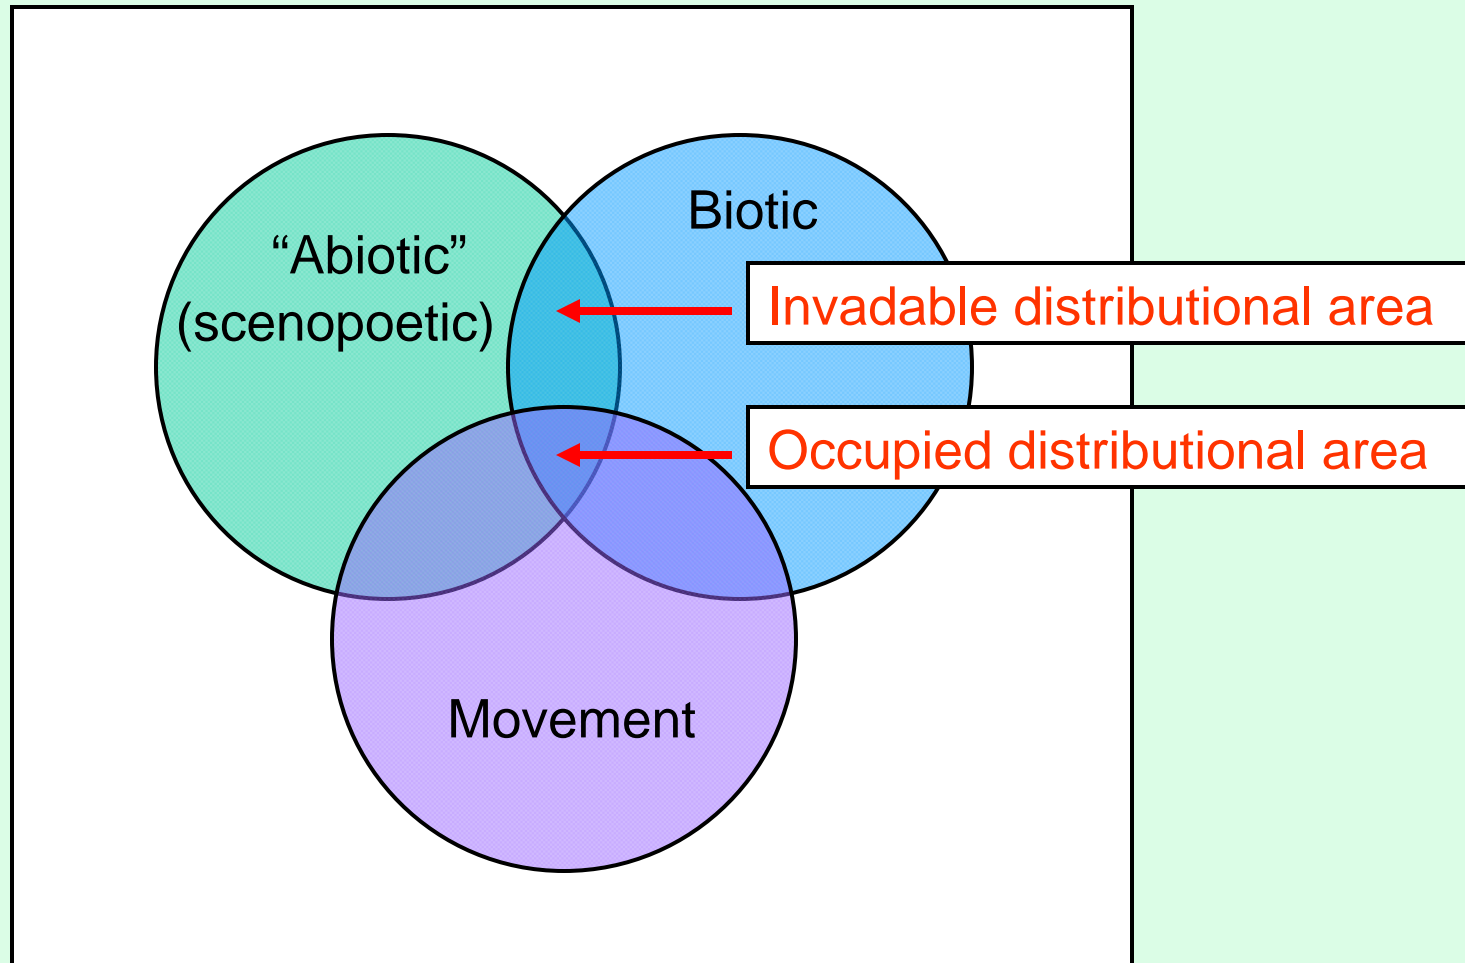 “Abiotic”
(scenopoetic)
Biotic
Invadable distributional area
Occupied distributional area
Movement